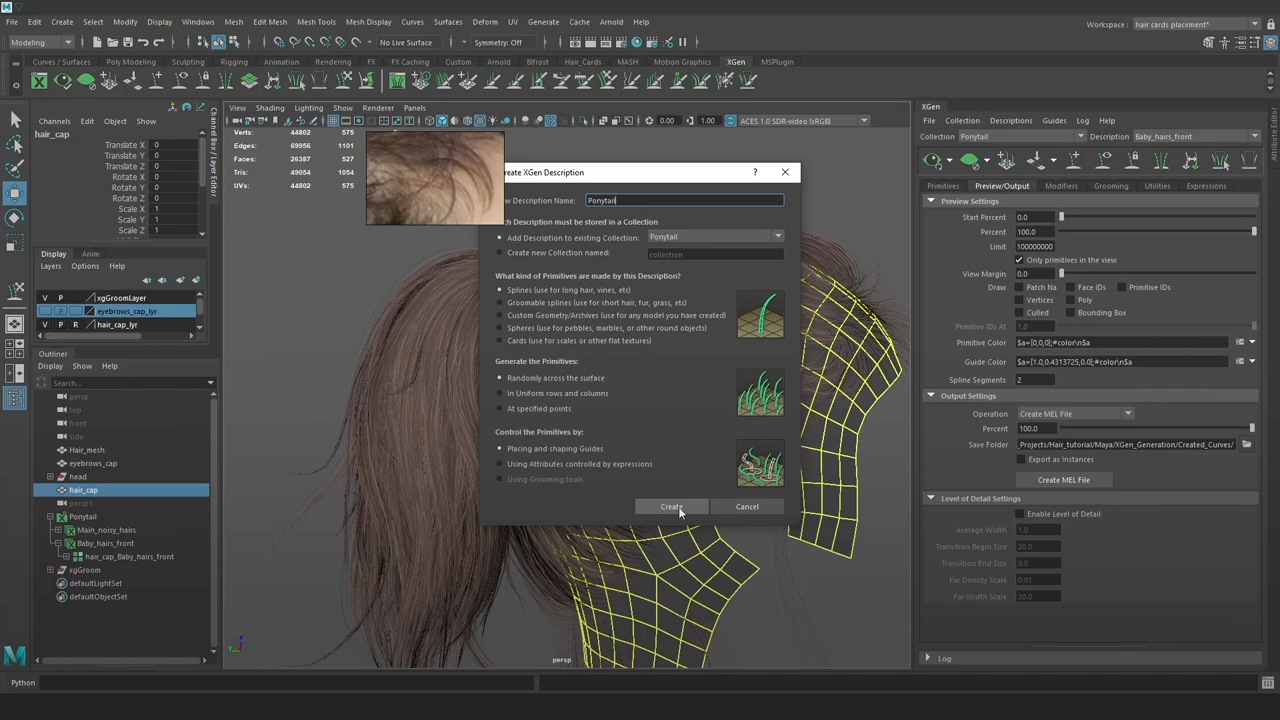 File Edit Create Select Modify Display Windows Mesh Edit Mesh Mesh Tools Mesh Display Curves Surfaces Deform UV Generate Cache Arnold Help
Workspace : hair cards placement*
Modeling
No Live Surface
Symmetry: Off
Curves / Surfaces Poly Modeling Sculpting Rigging Animation Rendering FX FX Caching Custom Arnold Bifrost Hair_Cards MASH Motion Graphics XGen MSPlugin
Channels Edit Object Show
hair_cap
Translate X 0
Translate Y 0
Translate Z 0
Rotate X 0
Rotate Y 0
Rotate Z 0
Scale X 1
Scale Y 1
Scale Z 1
Channel Box / Layer Editor
Display Anim
Layers Options Help
V P xgGroomLayer
P eyebrows_cap_lyr
V P R hair_cap_lyr
Outliner
Display Show Help
Search...
persp
top
front
side
Hair_mesh
eyebrows_cap
head
hair_cap
persp1
Ponytail
Main_noisy_hairs
Baby_hairs_front
hair_cap_Baby_hairs_front
xgGroom
defaultLightSet
defaultObjectSet
View Shading Lighting Show Renderer Panels
0.00 1.00 ACES 1.0 SDR-video (sRGB)
Verts: 44802 575
Edges: 69956 1101
Faces: 26387 527
Tris: 49054 1054
UVs: 44802 575
persp
reate XGen Description
? ×
w Description Name: Ponytail
ch Description must be stored in a Collection
Add Description to existing Collection: Ponytail
Create new Collection named: collection
What kind of Primitives are made by this Description?
Splines (use for long hair, vines, etc)
Groomable splines (use for short hair, fur, grass, etc)
Custom Geometry/Archives (use for any model you have created)
Spheres (use for pebbles, marbles, or other round objects)
Cards (use for scales or other flat textures)
Generate the Primitives:
Randomly across the surface
In Uniform rows and columns
At specified points
Control the Primitives by:
Placing and shaping Guides
Using Attributes controlled by expressions
Using Grooming tools
Create Cancel
XGen
File Collection Descriptions Guides Log Help
Collection Ponytail Description Baby_hairs_front
Primitives Preview/Output Modifiers Grooming Utilities Expressions
Preview Settings
Start Percent 0.0
Percent 100.0
Limit 100000000
Only primitives in the view
View Margin 0.0
Draw Patch Na Face IDs Primitive IDs
Vertices Poly
Culled Bounding Box
Primitive IDs At 1.0
Primitive Color $a=[0,0,0];#color\n$a
Guide Color $a=[1.0,0.4313725,0.0];#color\n$a
Spline Segments 2
Output Settings
Operation Create MEL File
Percent 100.0
Save Folder _Projects/Hair_tutorial/Maya/XGen_Generation/Created_Curves/
Export as Instances
Create MEL File
Level of Detail Settings
Enable Level of Detail
Average Width 1.0
Transition Begin Size 20.0
Transition End Size 0.0
Far Density Scale 0.01
Far Width Scale 20.0
Log
Attribute Editor
Python